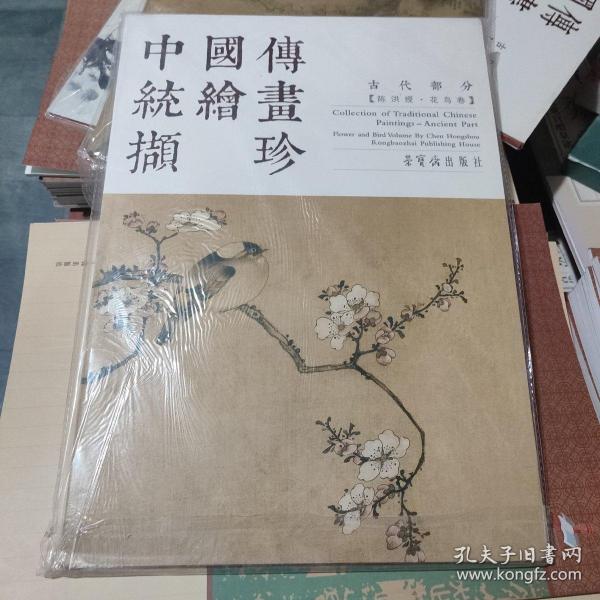 中國傳
統繪畫
擷珍
古代部分
【陈洪绶·花鸟卷】
Collection of Traditional Chinese
Paintings－Ancient Part
Flower and Bird Volume By Chen Hongshou
Rongbaozhai Publishing House
荣宝斋出版社
孔夫子旧書网
www.kongfz.com